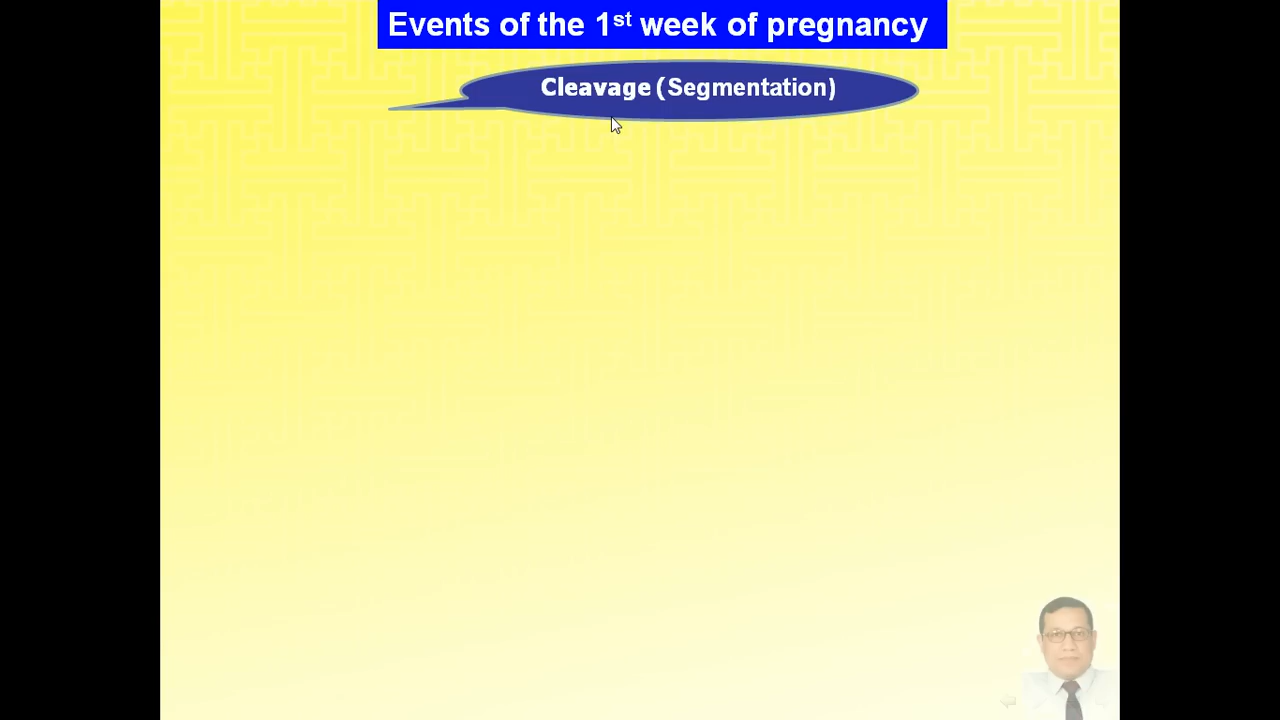 Events of the 1st week of pregnancy
Cleavage (Segmentation)